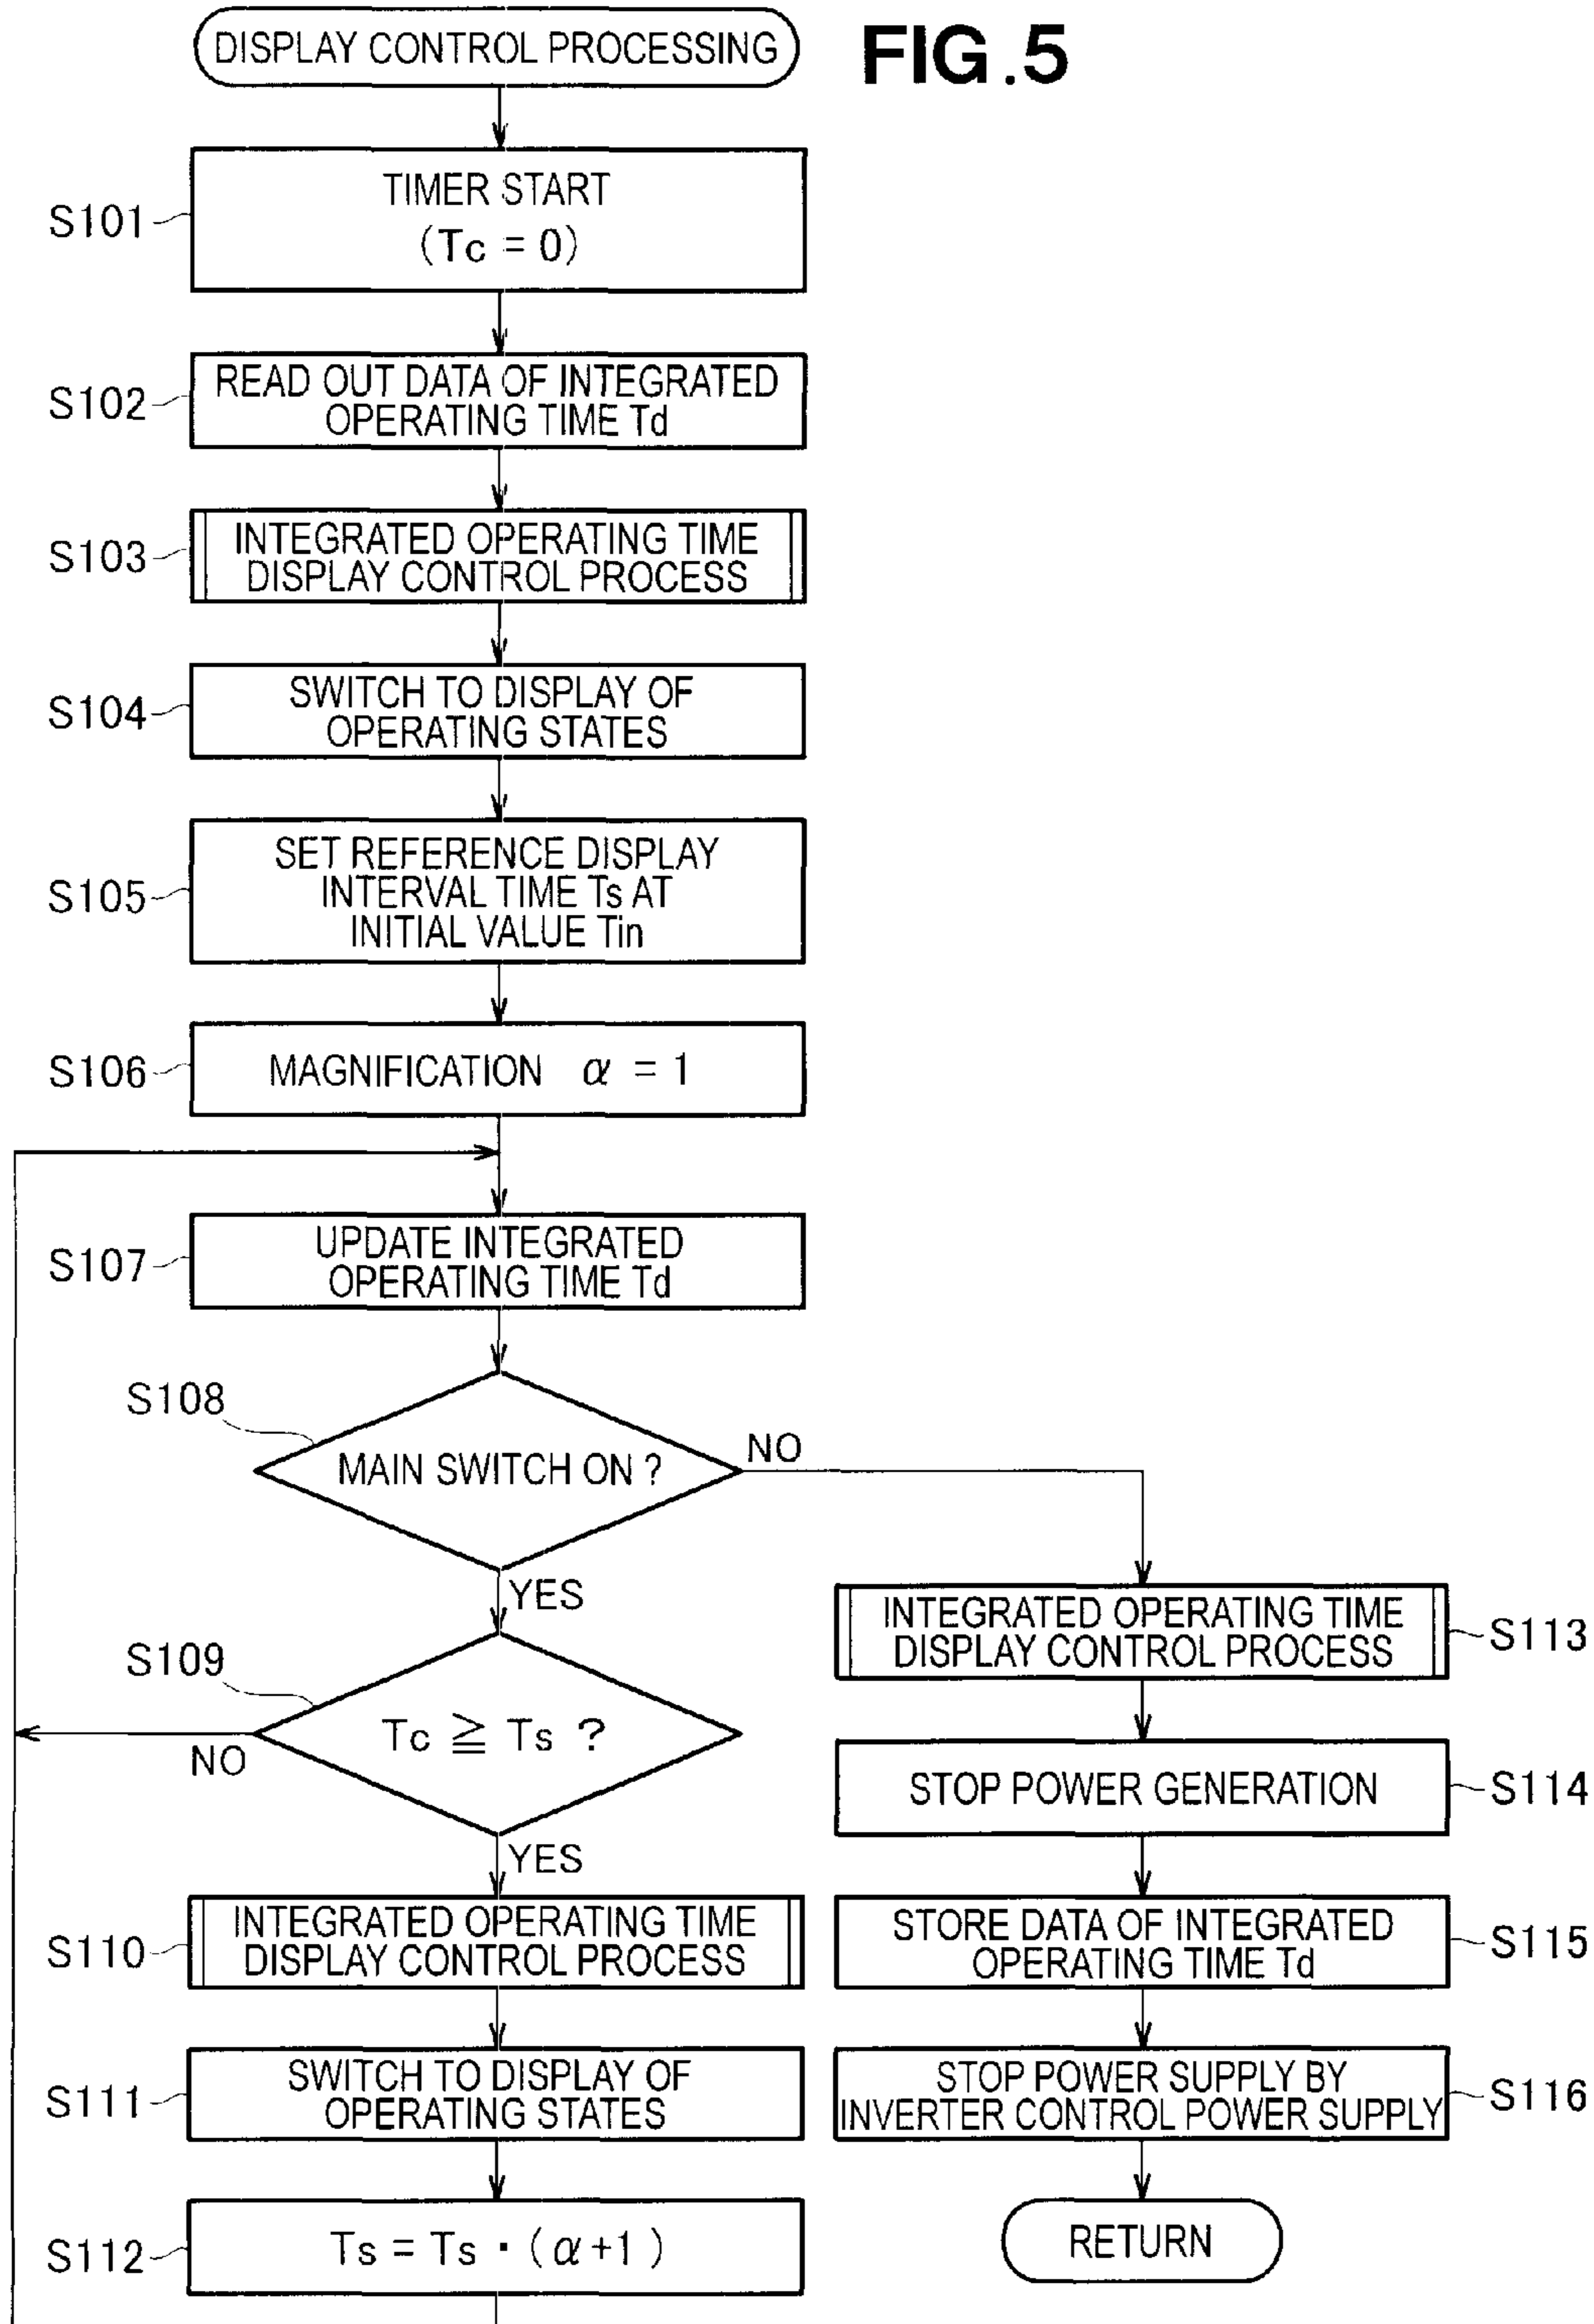 DISPLAY CONTROL PROCESSING
FIG.5
S101
TIMER START
(Tc = 0)
S102
READ OUT DATA OF INTEGRATED
OPERATING TIME Td
S103
INTEGRATED OPERATING TIME
DISPLAY CONTROL PROCESS
S104
SWITCH TO DISPLAY OF
OPERATING STATES
S105
SET REFERENCE DISPLAY
INTERVAL TIME Ts AT
INITIAL VALUE Tin
S106
MAGNIFICATION α = 1
S107
UPDATE INTEGRATED
OPERATING TIME Td
S108
MAIN SWITCH ON ?
NO
YES
S109
Tc ≧ Ts ?
NO
YES
S110
INTEGRATED OPERATING TIME
DISPLAY CONTROL PROCESS
S111
SWITCH TO DISPLAY OF
OPERATING STATES
S112
Ts = Ts · (α+1)
INTEGRATED OPERATING TIME
DISPLAY CONTROL PROCESS
S113
STOP POWER GENERATION
S114
STORE DATA OF INTEGRATED
OPERATING TIME Td
S115
STOP POWER SUPPLY BY
INVERTER CONTROL POWER SUPPLY
S116
RETURN